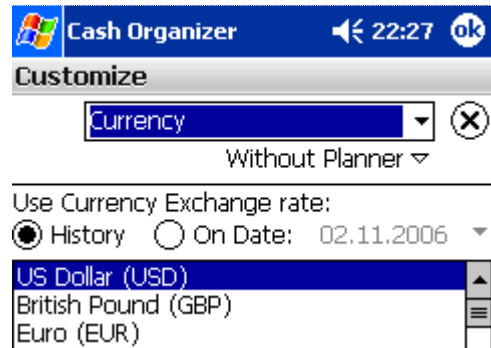 Cash Organizer 22:27 ok
Customize
Currency
Without Planner
Use Currency Exchange rate:
History On Date: 02.11.2006
US Dollar (USD)
British Pound (GBP)
Euro (EUR)